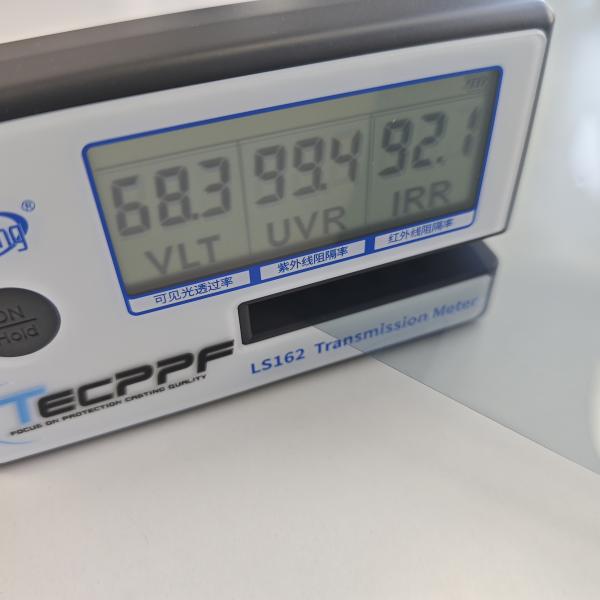 68.3 99.4 92.1
VLT UVR IRR
可见光透过率 紫外线阻隔率 红外线阻隔率
®
ON
Hold
LS162 Transmission Meter
TECPPF
FOCUS ON PROTECTION CASTING QUALITY